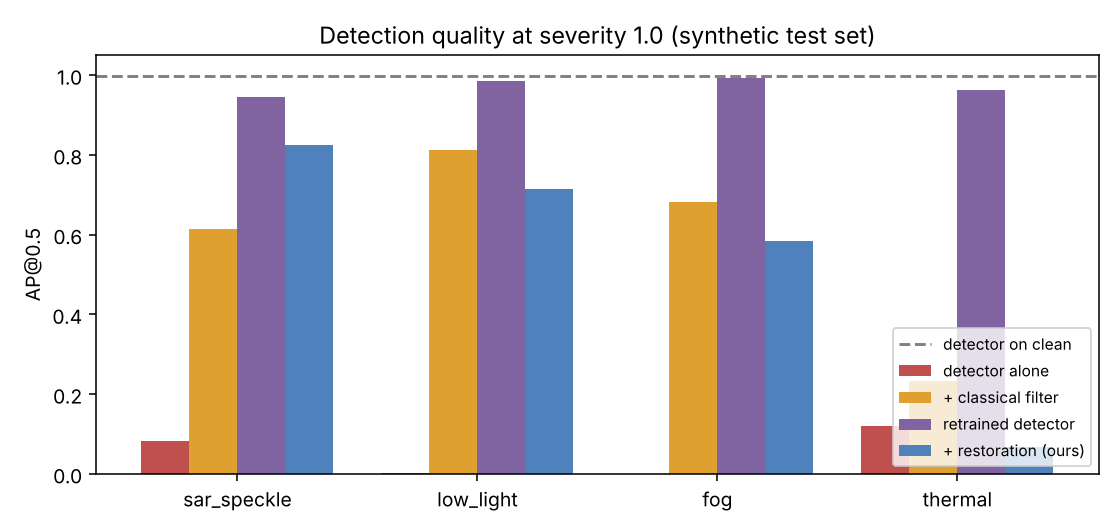 Detection quality at severity 1.0 (synthetic test set)
AP@0.5
1.0
0.8
0.6
0.4
0.2
0.0
sar_speckle
low_light
fog
thermal
detector on clean
detector alone
+ classical filter
retrained detector
+ restoration (ours)